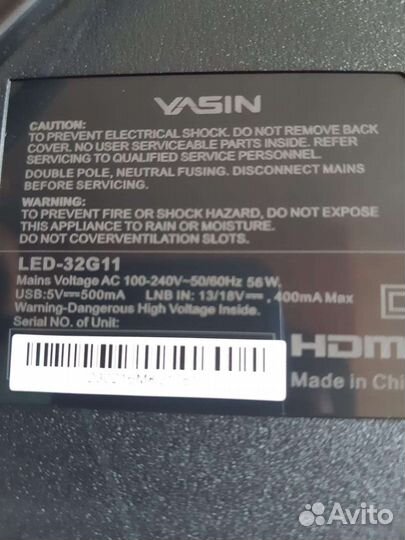 YASIN
CAUTION:
TO PREVENT ELECTRICAL SHOCK. DO NOT REMOVE BACK
COVER. NO USER SERVICEABLE PARTS INSIDE. REFER
SERVICING TO QUALIFIED SERVICE PERSONNEL.
DOUBLE POLE, NEUTRAL FUSING. DISCONNECT MAINS
BEFORE SERVICING.
WARNING:
TO PREVENT FIRE OR SHOCK HAZARD, DO NOT EXPOSE
THIS APPLIANCE TO RAIN OR MOISTURE.
DO NOT COVERVENTILATION SLOTS.
LED-32G11
Mains Voltage AC 100-240V~50/60Hz 56W.
USB:5V⎓500mA LNB IN: 13/18V⎓, 400mA Max
Warning-Dangerous High Voltage Inside.
Serial NO. of Unit:
HDM
Made in Chi
Avito